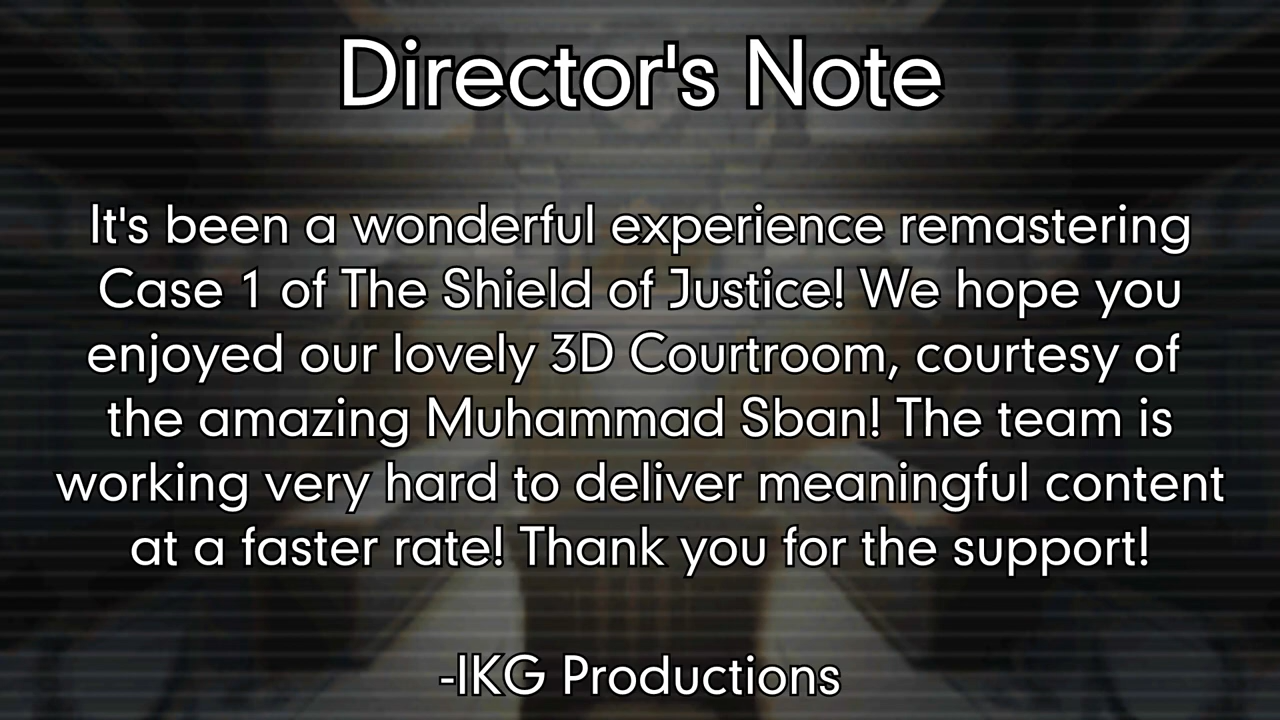 Director's Note
It's been a wonderful experience remastering
Case 1 of The Shield of Justice! We hope you
enjoyed our lovely 3D Courtroom, courtesy of
the amazing Muhammad Sban! The team is
working very hard to deliver meaningful content
at a faster rate! Thank you for the support!
-IKG Productions